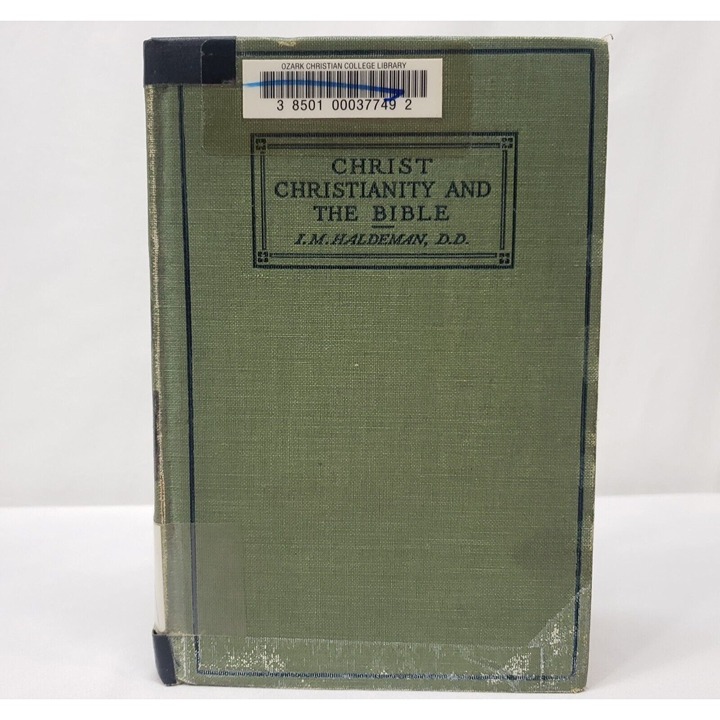 OZARK CHRISTIAN COLLEGE LIBRARY
3 8501 00037749 2
CHRIST
CHRISTIANITY AND
THE BIBLE
I. M. HALDEMAN, D.D.